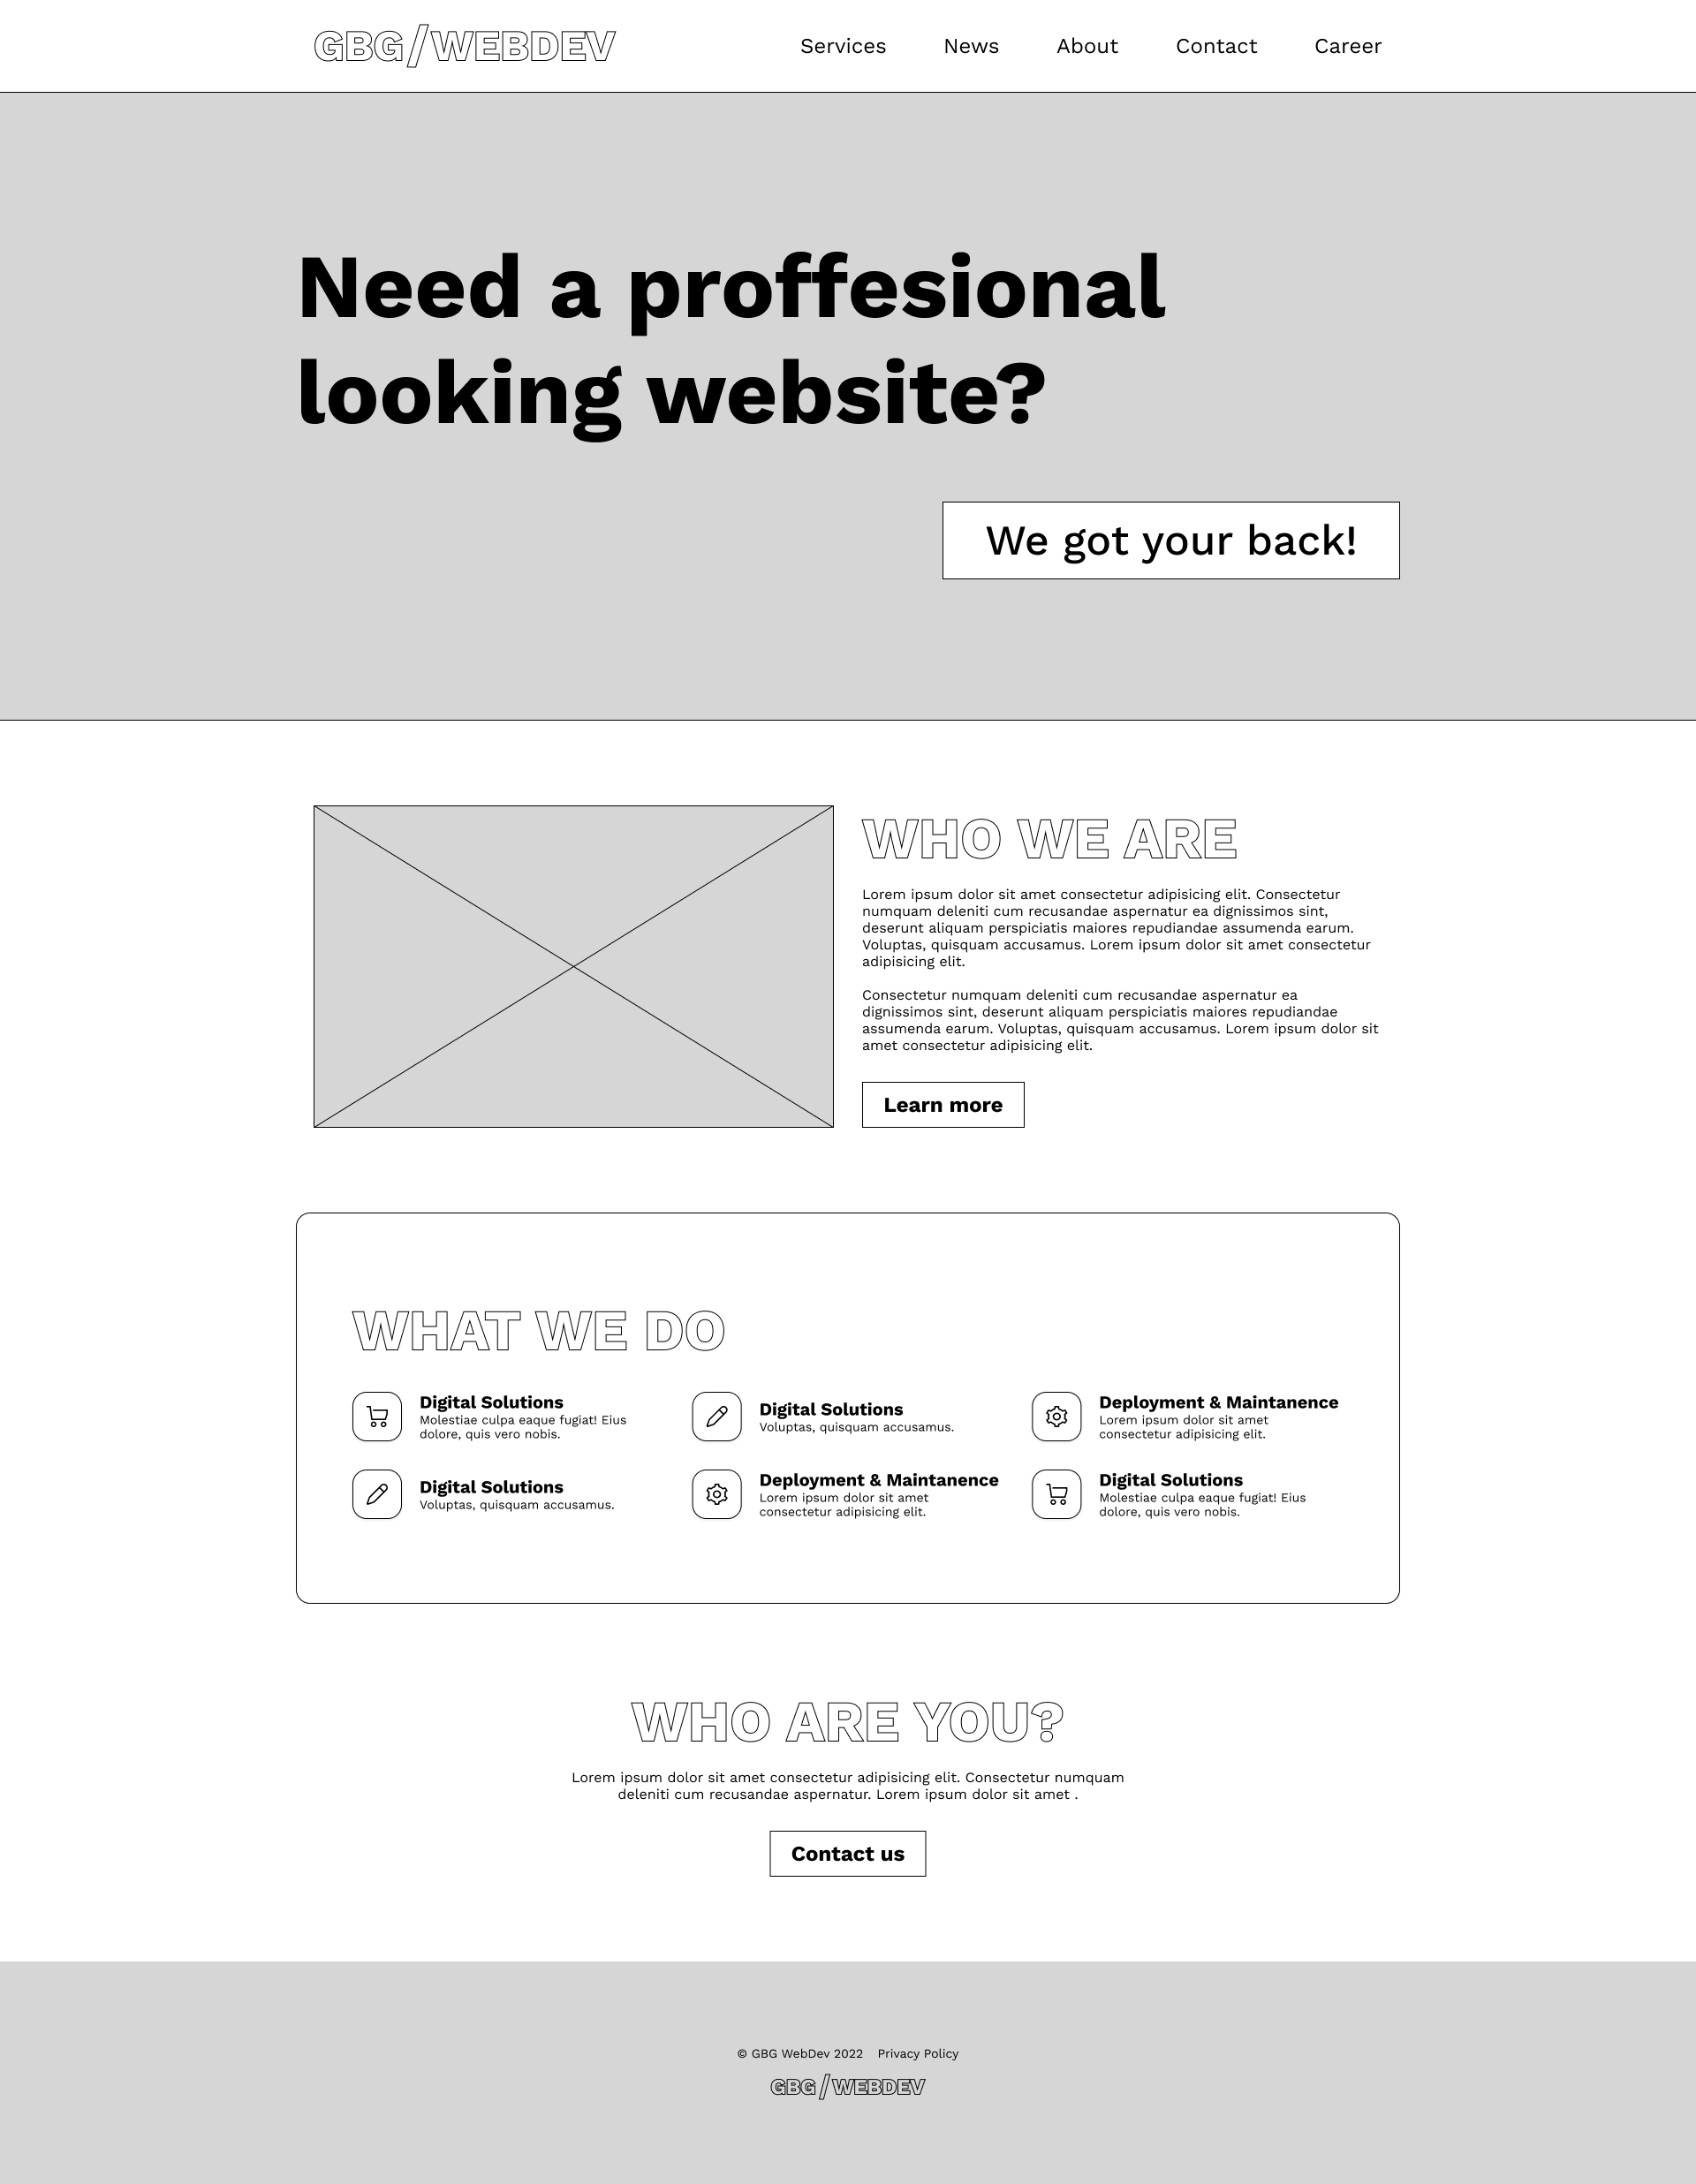 GBG/WEBDEV
Services News About Contact Career
Need a proffesional
looking website?
We got your back!
WHO WE ARE
Lorem ipsum dolor sit amet consectetur adipisicing elit. Consectetur
numquam deleniti cum recusandae aspernatur ea dignissimos sint,
deserunt aliquam perspiciatis maiores repudiandae assumenda earum.
Voluptas, quisquam accusamus. Lorem ipsum dolor sit amet consectetur
adipisicing elit.
Consectetur numquam deleniti cum recusandae aspernatur ea
dignissimos sint, deserunt aliquam perspiciatis maiores repudiandae
assumenda earum. Voluptas, quisquam accusamus. Lorem ipsum dolor sit
amet consectetur adipisicing elit.
Learn more
WHAT WE DO
Digital Solutions
Molestiae culpa eaque fugiat! Eius
dolore, quis vero nobis.
Digital Solutions
Voluptas, quisquam accusamus.
Deployment & Maintanence
Lorem ipsum dolor sit amet
consectetur adipisicing elit.
Digital Solutions
Voluptas, quisquam accusamus.
Deployment & Maintanence
Lorem ipsum dolor sit amet
consectetur adipisicing elit.
Digital Solutions
Molestiae culpa eaque fugiat! Eius
dolore, quis vero nobis.
WHO ARE YOU?
Lorem ipsum dolor sit amet consectetur adipisicing elit. Consectetur numquam
deleniti cum recusandae aspernatur. Lorem ipsum dolor sit amet .
Contact us
© GBG WebDev 2022 Privacy Policy
GBG/WEBDEV